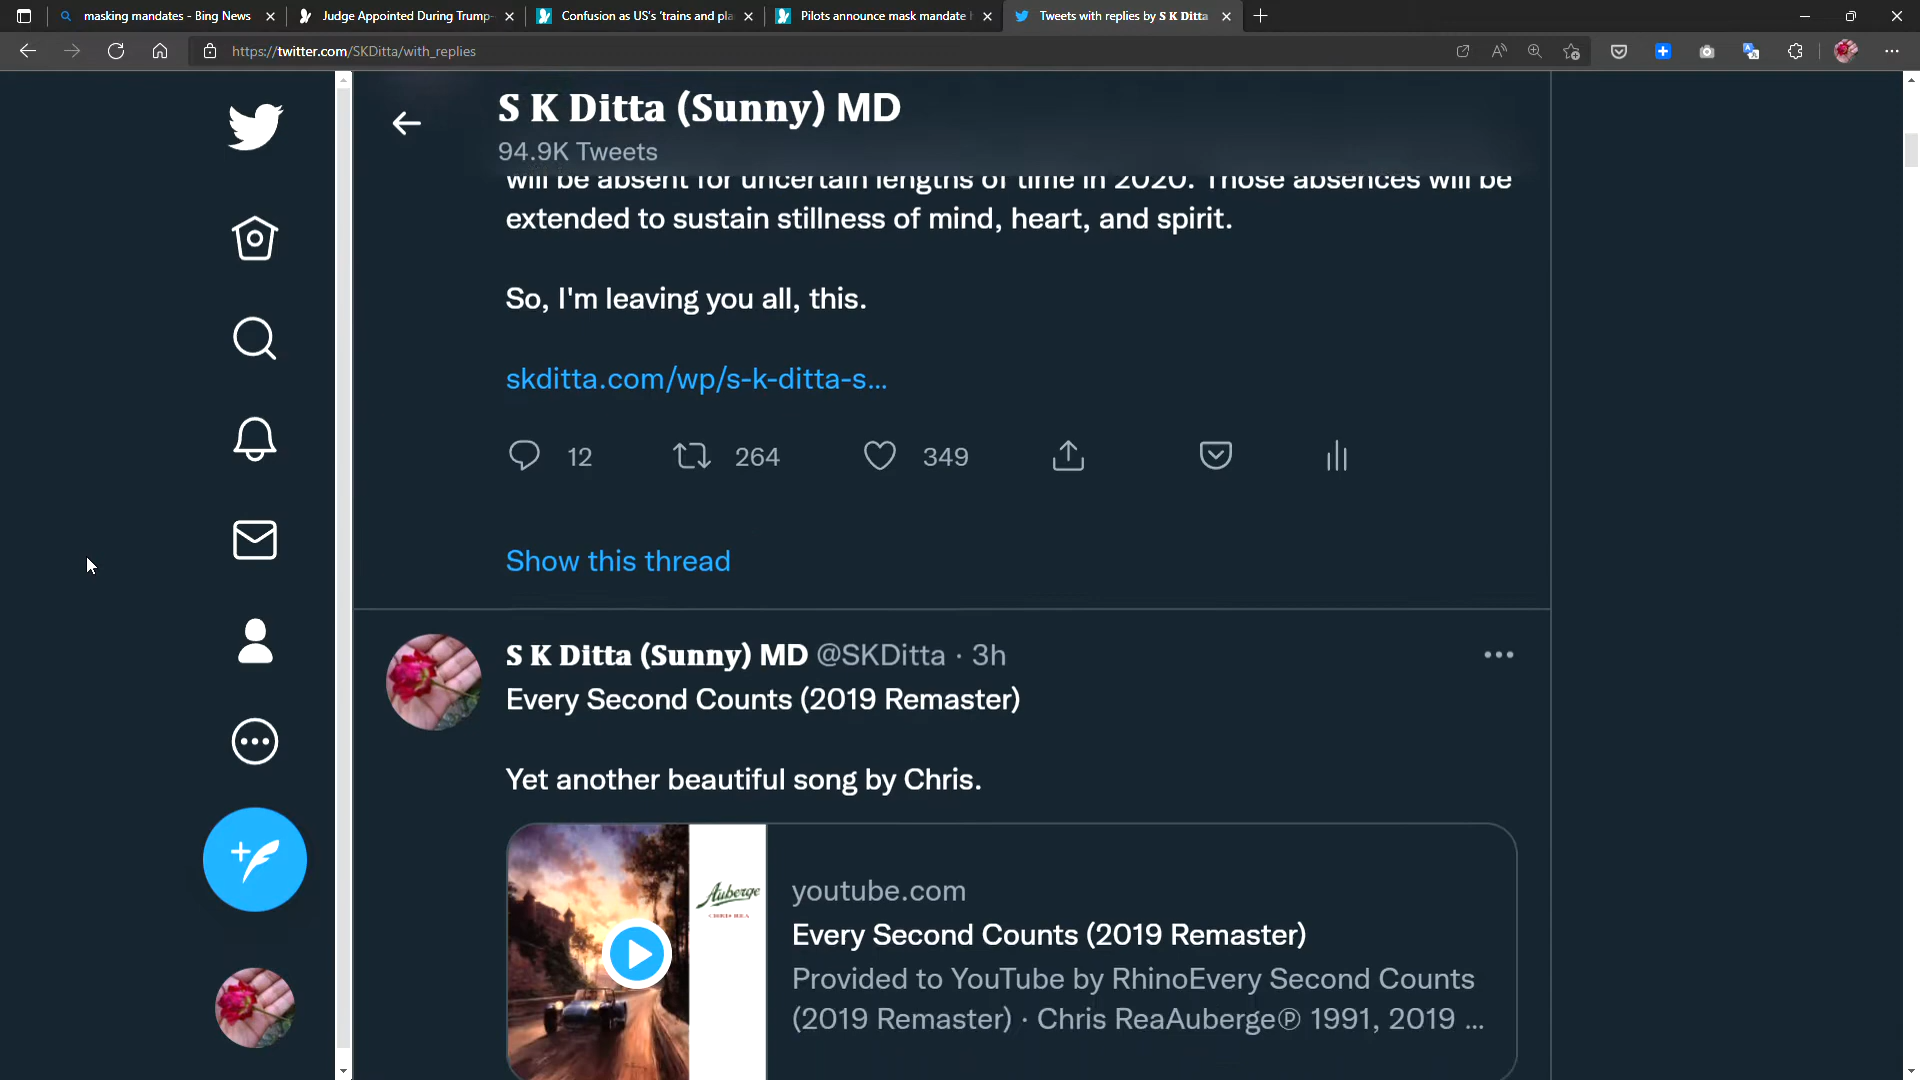 masking mandates - Bing News
Judge Appointed During Trump-
Confusion as US's 'trains and pla
Pilots announce mask mandate
Tweets with replies by S K Ditta
https://twitter.com/SKDitta/with_replies
S K Ditta (Sunny) MD
94.9K Tweets
will be absent for uncertain lengths of time in 2020. Those absences will be
extended to sustain stillness of mind, heart, and spirit.
So, I'm leaving you all, this.
skditta.com/wp/s-k-ditta-s...
12 264 349
Show this thread
S K Ditta (Sunny) MD @SKDitta · 3h
Every Second Counts (2019 Remaster)
Yet another beautiful song by Chris.
Auberge
CHRIS REA
youtube.com
Every Second Counts (2019 Remaster)
Provided to YouTube by RhinoEvery Second Counts
(2019 Remaster) · Chris ReaAuberge℗ 1991, 2019 ...